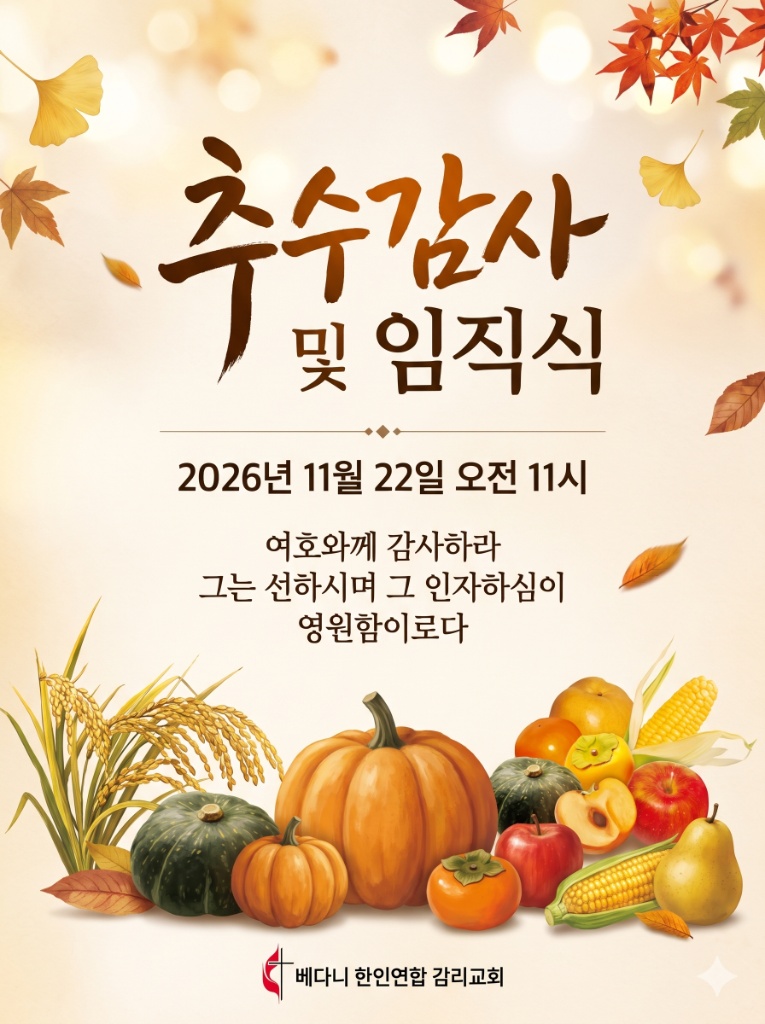 추수감사
및 임직식
2026년 11월 22일 오전 11시
여호와께 감사하라
그는 선하시며 그 인자하심이
영원함이로다
베다니 한인연합 감리교회